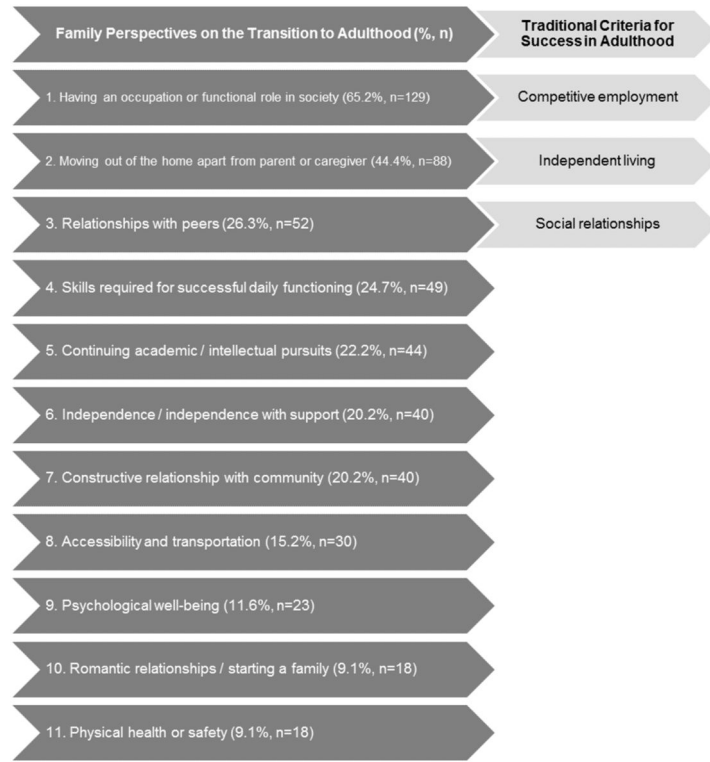 Family Perspectives on the Transition to Adulthood (%, n)
Traditional Criteria for
Success in Adulthood
1. Having an occupation or functional role in society (65.2%, n=129)
Competitive employment
2. Moving out of the home apart from parent or caregiver (44.4%, n=88)
Independent living
3. Relationships with peers (26.3%, n=52)
Social relationships
4. Skills required for successful daily functioning (24.7%, n=49)
5. Continuing academic / intellectual pursuits (22.2%, n=44)
6. Independence / independence with support (20.2%, n=40)
7. Constructive relationship with community (20.2%, n=40)
8. Accessibility and transportation (15.2%, n=30)
9. Psychological well-being (11.6%, n=23)
10. Romantic relationships / starting a family (9.1%, n=18)
11. Physical health or safety (9.1%, n=18)